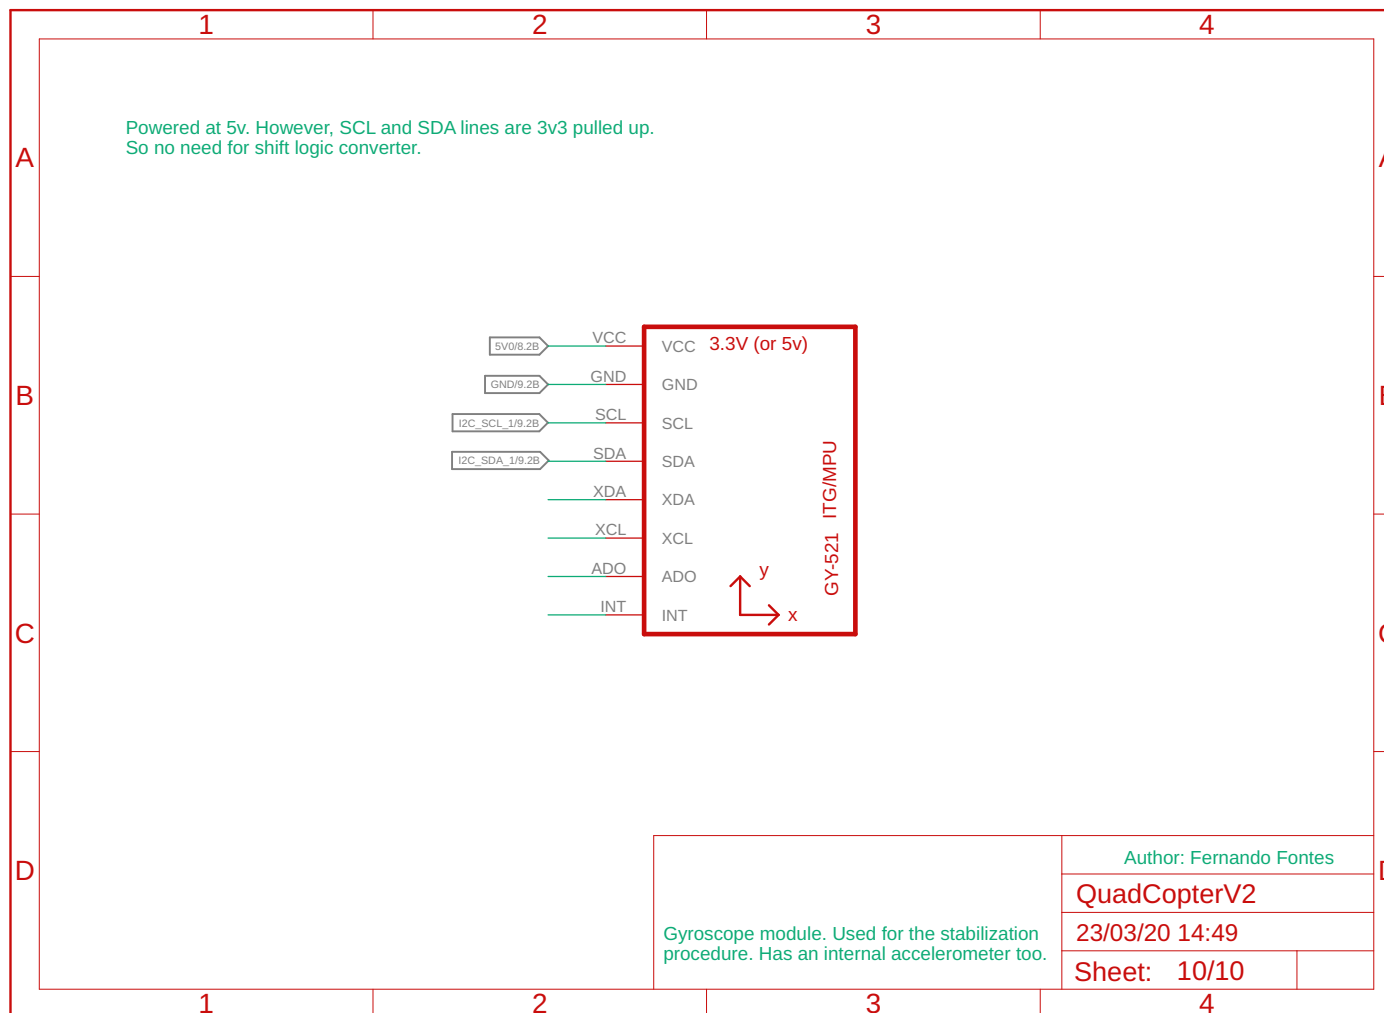 1 2 3 4
Powered at 5v. However, SCL and SDA lines are 3v3 pulled up.
So no need for shift logic converter.
A
B
C
D
5V0/8.2B VCC VCC 3.3V (or 5v)
GND/9.2B GND GND
I2C_SCL_1/9.2B SCL SCL
I2C_SDA_1/9.2B SDA SDA
XDA XDA
XCL XCL
ADO ADO
INT INT
y
x
GY-521 ITG/MPU
Author: Fernando Fontes
QuadCopterV2
Gyroscope module. Used for the stabilization
procedure. Has an internal accelerometer too.
23/03/20 14:49
Sheet: 10/10
1 2 3 4